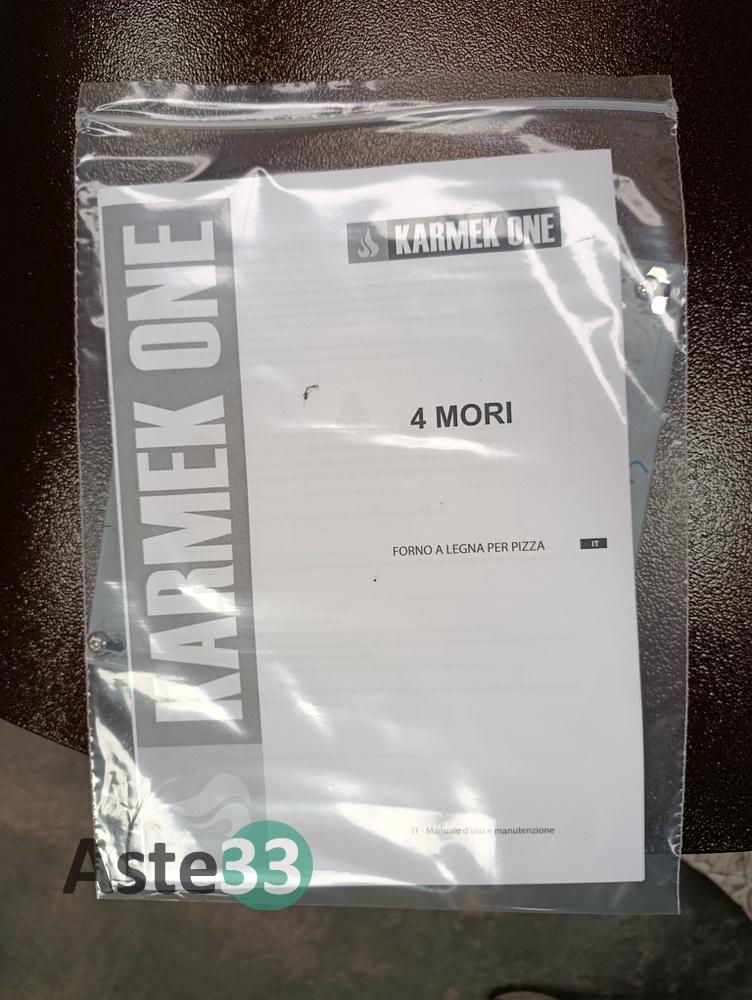 KARMEK ONE
KARMEK ONE
4 MORI
FORNO A LEGNA PER PIZZA
IT
IT - Manuale d'uso e manutenzione
Aste33